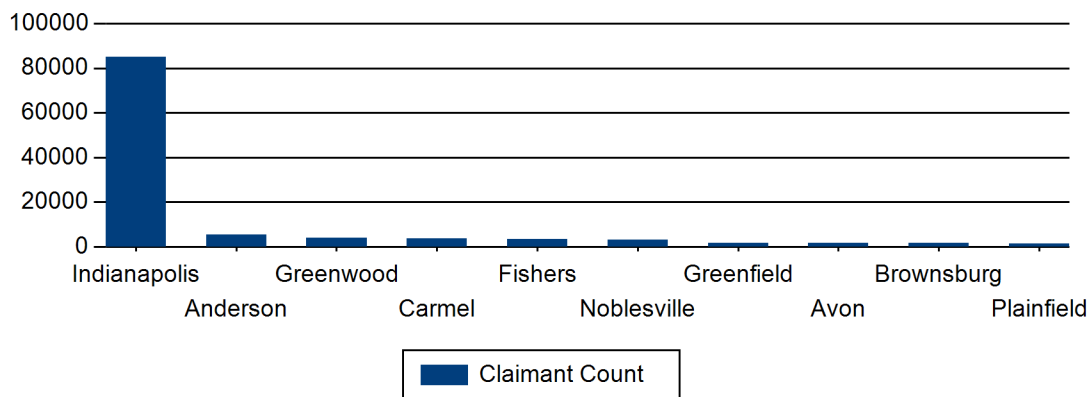 100000
80000
60000
40000
20000
0
Indianapolis Greenwood Fishers Greenfield Brownsburg
Anderson Carmel Noblesville Avon Plainfield
Claimant Count